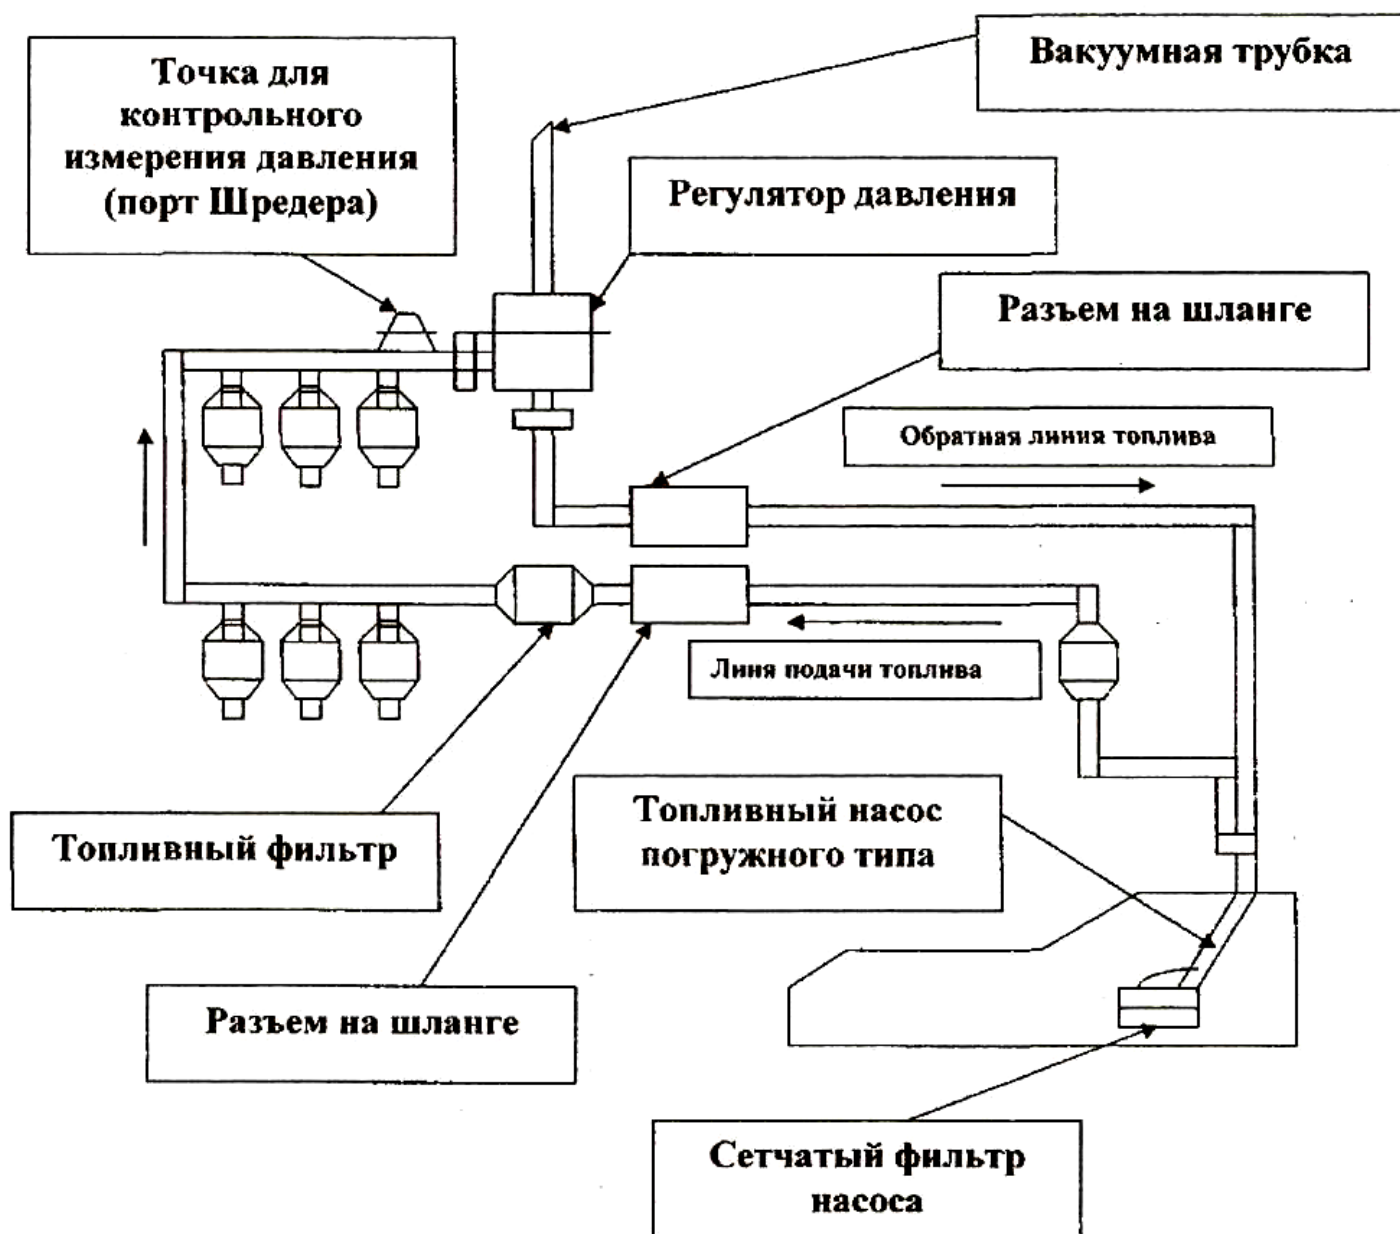 Точка для
контрольного
измерения давления
(порт Шредера)
Вакуумная трубка
Регулятор давления
Разъем на шланге
Обратная линия топлива
Линия подачи топлива
Топливный фильтр
Топливный насос
погружного типа
Разъем на шланге
Сетчатый фильтр
насоса